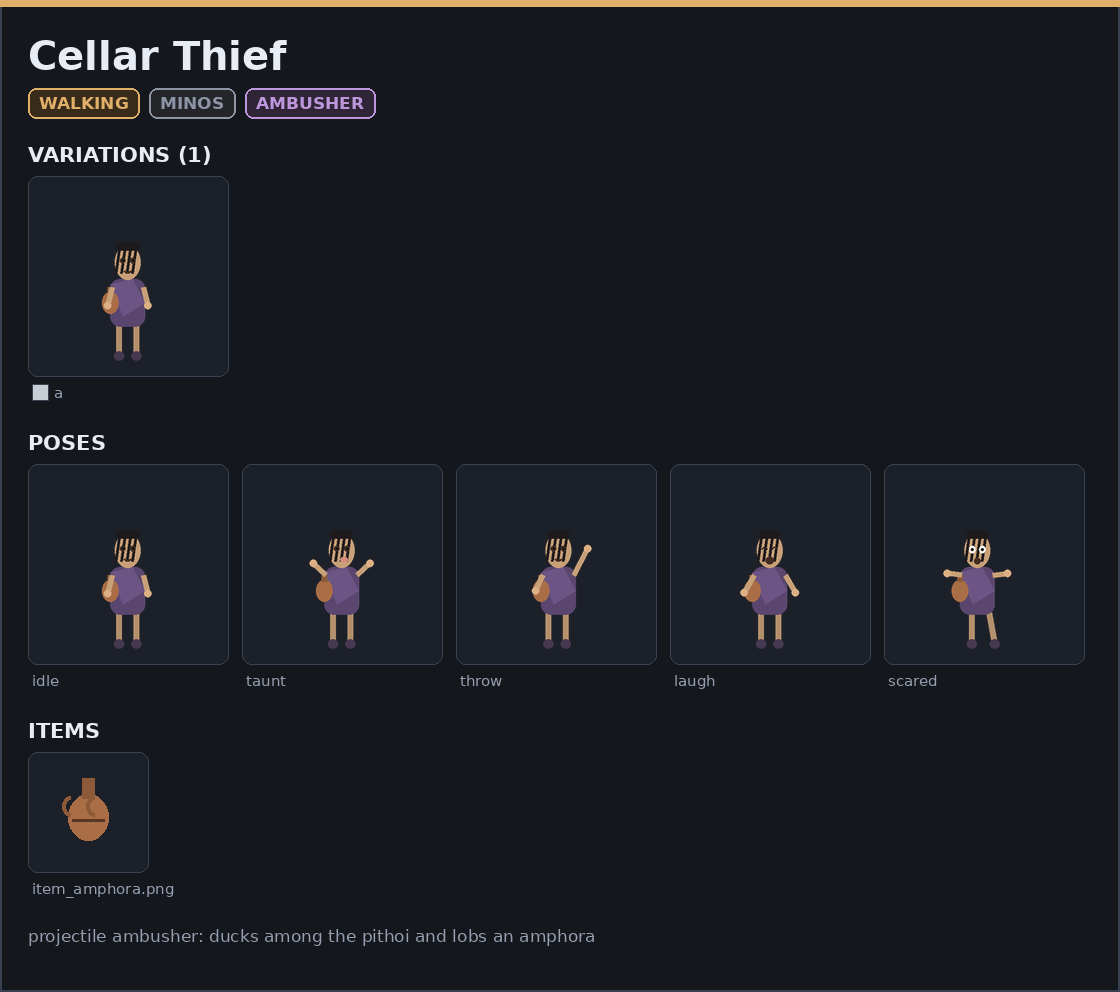 Cellar Thief
WALKING MINOS AMBUSHER
VARIATIONS (1)
a
POSES
idle taunt throw laugh scared
ITEMS
item_amphora.png
projectile ambusher: ducks among the pithoi and lobs an amphora